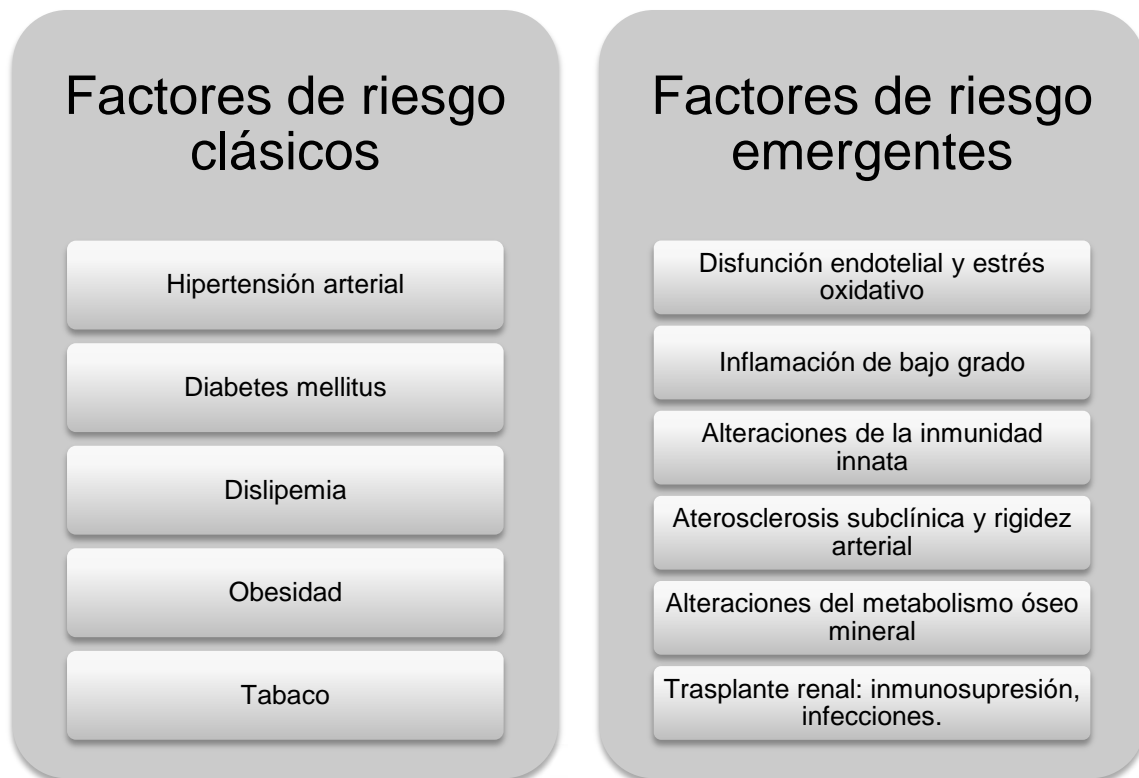 Factores de riesgo
clásicos
Hipertensión arterial
Diabetes mellitus
Dislipemia
Obesidad
Tabaco
Factores de riesgo
emergentes
Disfunción endotelial y estrés
oxidativo
Inflamación de bajo grado
Alteraciones de la inmunidad
innata
Aterosclerosis subclínica y rigidez
arterial
Alteraciones del metabolismo óseo
mineral
Trasplante renal: inmunosupresión,
infecciones.